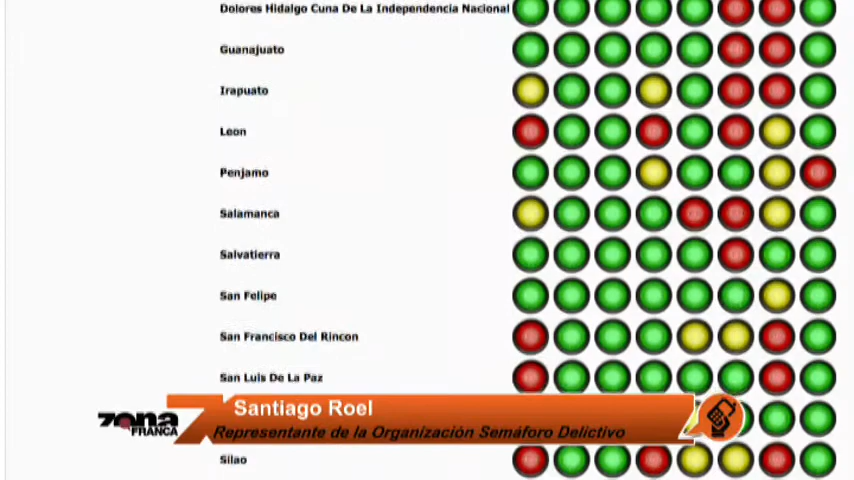 Dolores Hidalgo Cuna De La Independencia Nacional
Guanajuato
Irapuato
Leon
Penjamo
Salamanca
Salvatierra
San Felipe
San Francisco Del Rincon
San Luis De La Paz
Santiago Roel
zona
FRANCA
Representante de la Organización Semáforo Delictivo
Silao